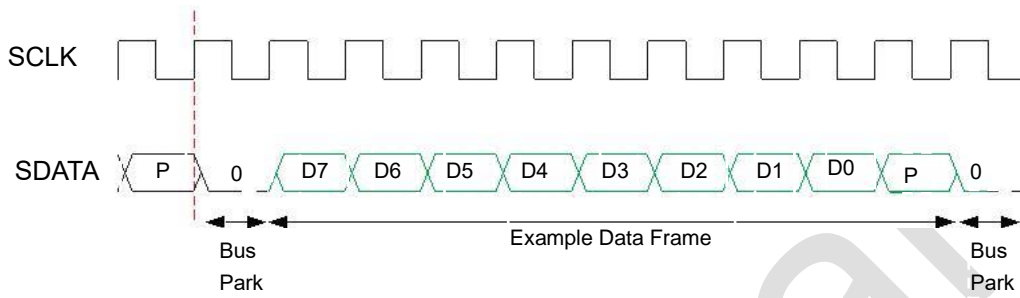 SCLK
SDATA P 0 D7 D6 D5 D4 D3 D2 D1 D0 P 0
Bus Park
Example Data Frame
Bus Park